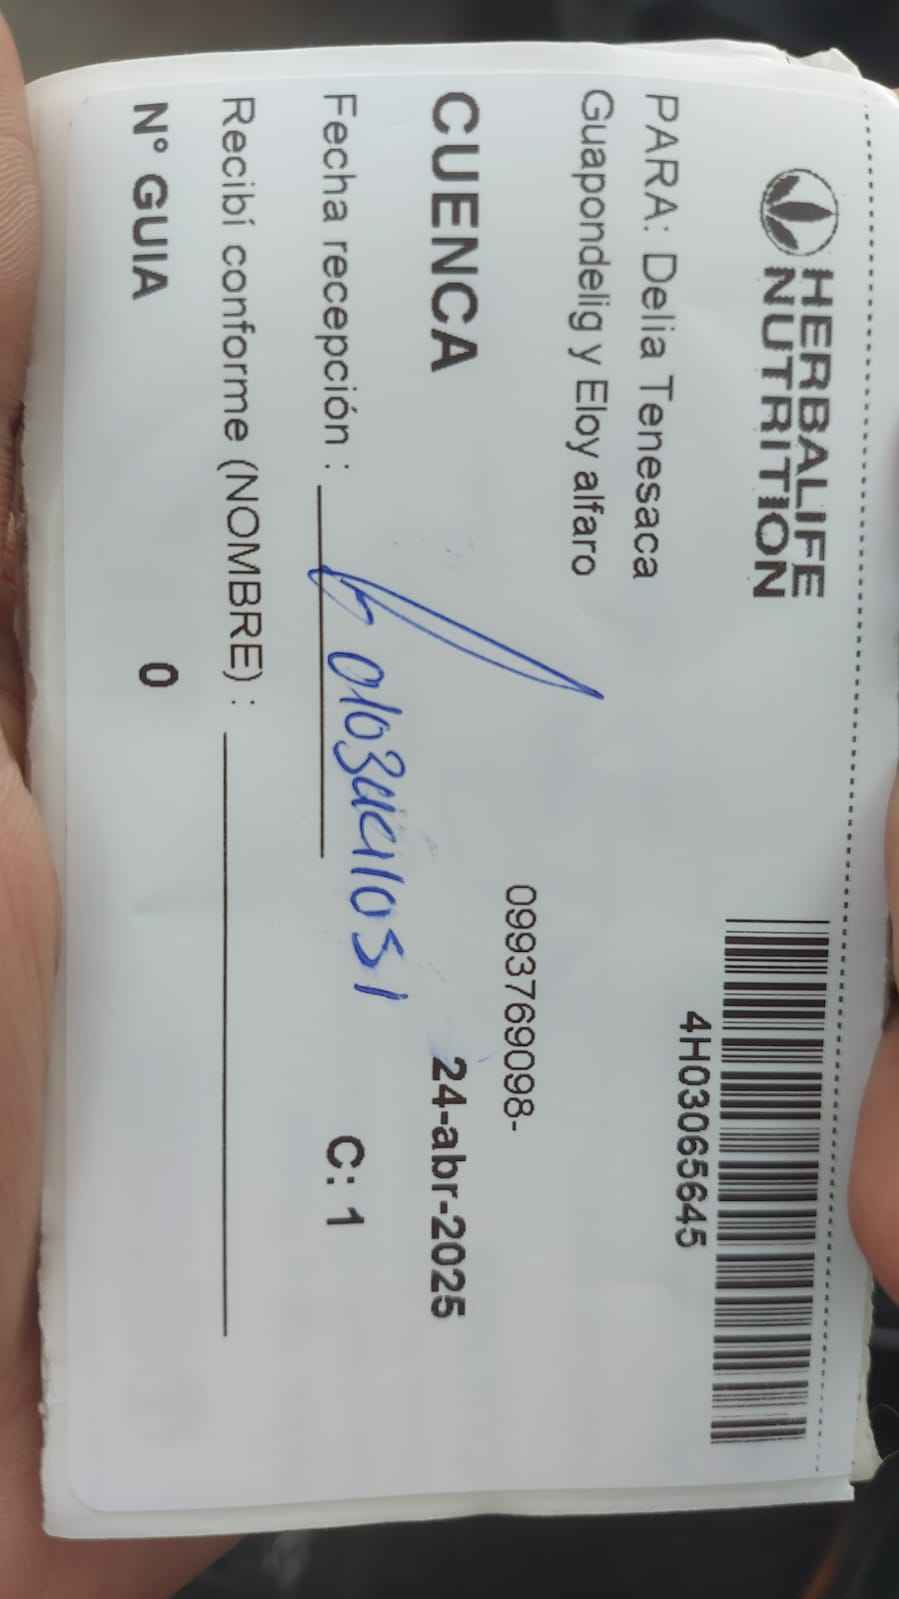 HERBALIFE
NUTRITION
4H03065645
PARA: Delia Tenesaca
Guapondelig y Eloy alfaro
0993769098-
CUENCA 24-abr-2025
Fecha recepción : C: 1
Recibí conforme (NOMBRE) :
N° GUIA 0